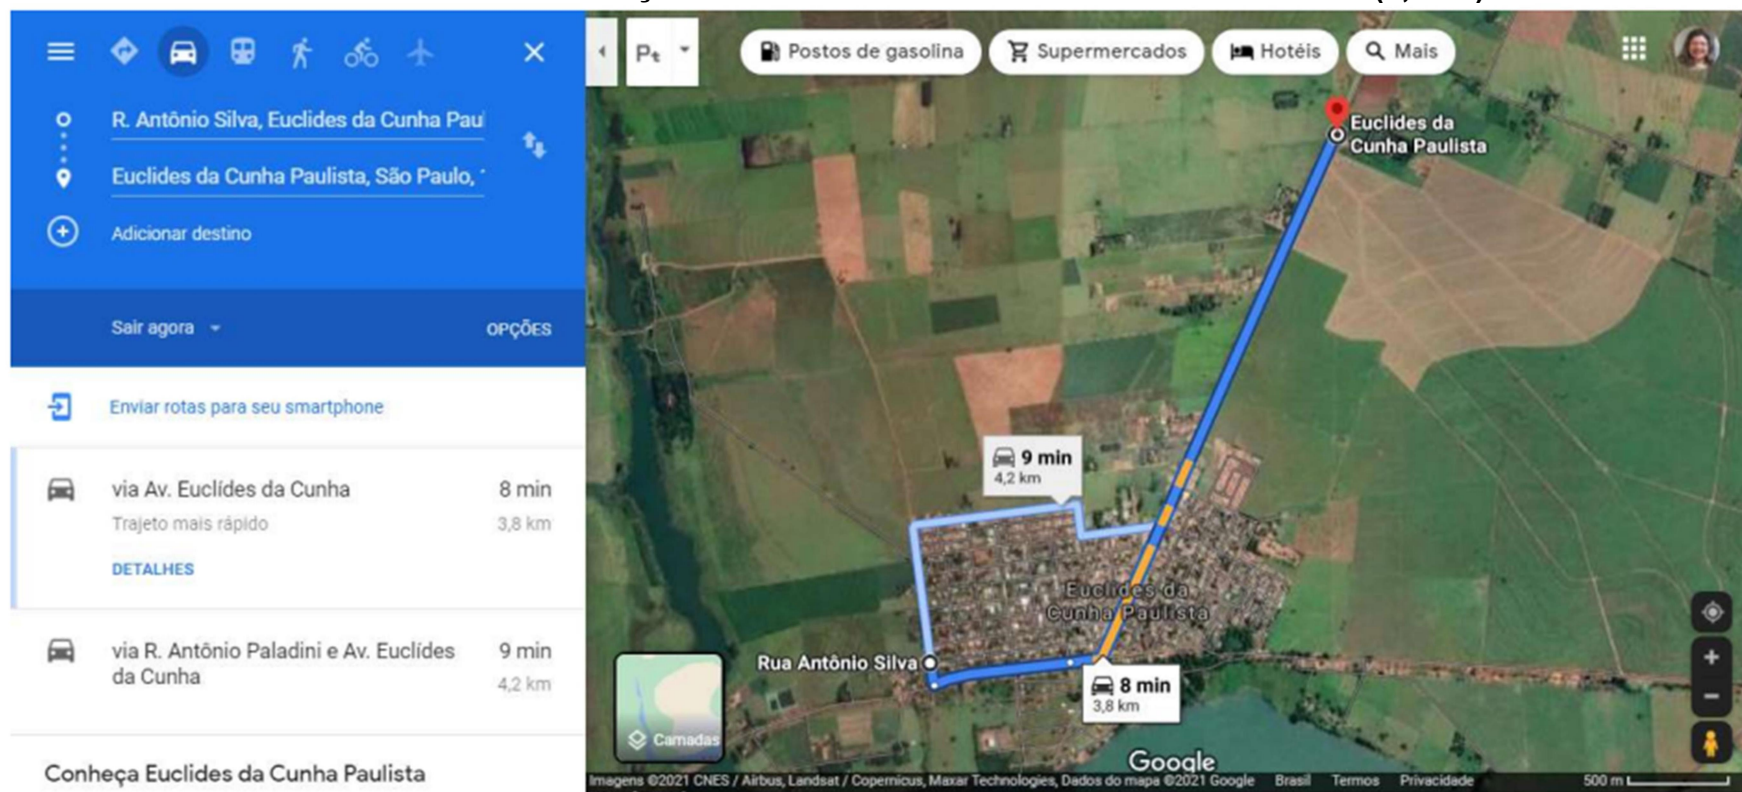 R. Antônio Silva, Euclides da Cunha Paul
Euclides da Cunha Paulista, São Paulo,
Adicionar destino
Sair agora
OPÇÕES
Enviar rotas para seu smartphone
via Av. Euclídes da Cunha
8 min
Trajeto mais rápido
3,8 km
DETALHES
via R. Antônio Paladini e Av. Euclídes
da Cunha
9 min
4,2 km
Conheça Euclides da Cunha Paulista
Postos de gasolina
Supermercados
Hotéis
Mais
Euclides da
Cunha Paulista
9 min
4,2 km
Euclides da
Cunha Paulista
Rua Antônio Silva
8 min
3,8 km
Camadas
Google
Imagens ©2021 CNES / Airbus, Landsat / Copernicus, Maxar Technologies, Dados do mapa ©2021 Google Brasil Termos Privacidade 500 m